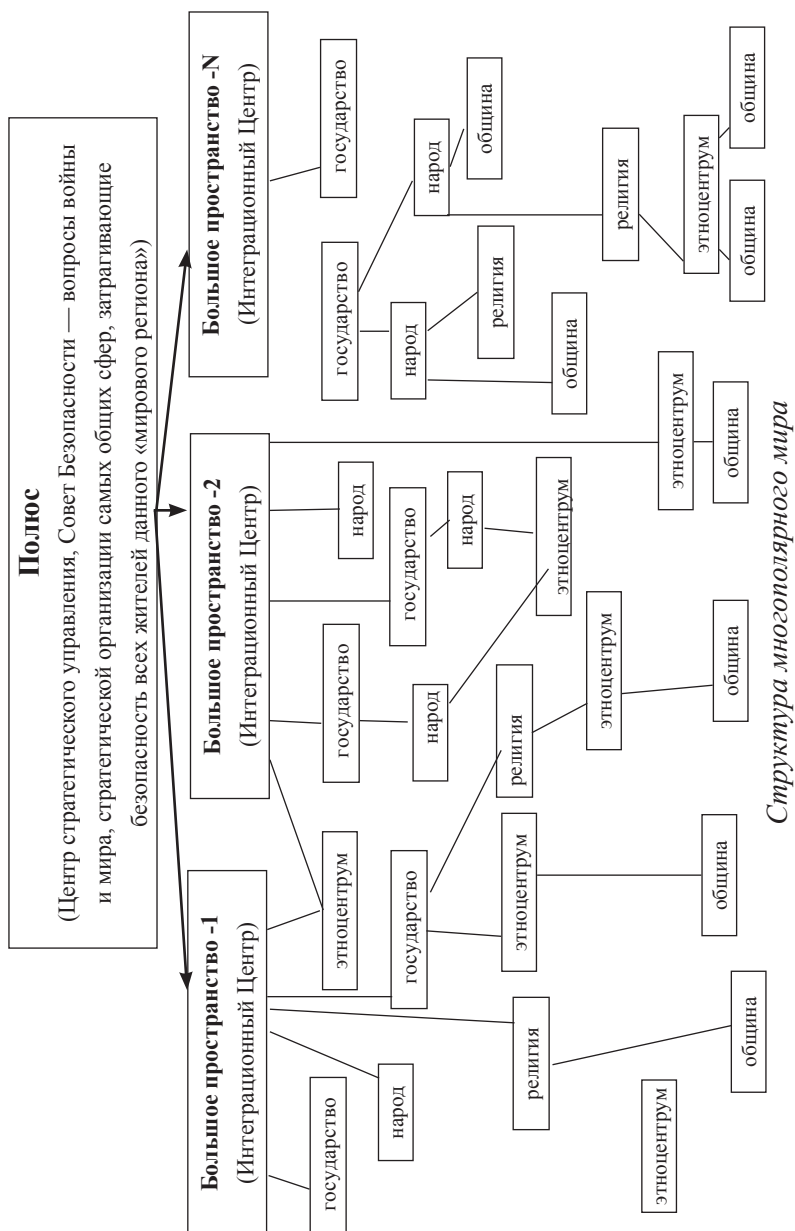 Полюс
(Центр стратегического управления, Совет Безопасности — вопросы войны
и мира, стратегической организации самых общих сфер, затрагивающие
безопасность всех жителей данного «мирового региона»)
Большое пространство -1
(Интеграционный Центр)
Большое пространство -2
(Интеграционный Центр)
Большое пространство -N
(Интеграционный Центр)
государство
этноцентрум
государство
народ
государство
государство
народ
государство
государство
народ
народ
народ
народ
община
религия
этноцентрум
религия
этноцентрум
религия
община
религия
этноцентрум
этноцентрум
этноцентрум
этноцентрум
община
община
община
община
община
община
Структура многополярного мира